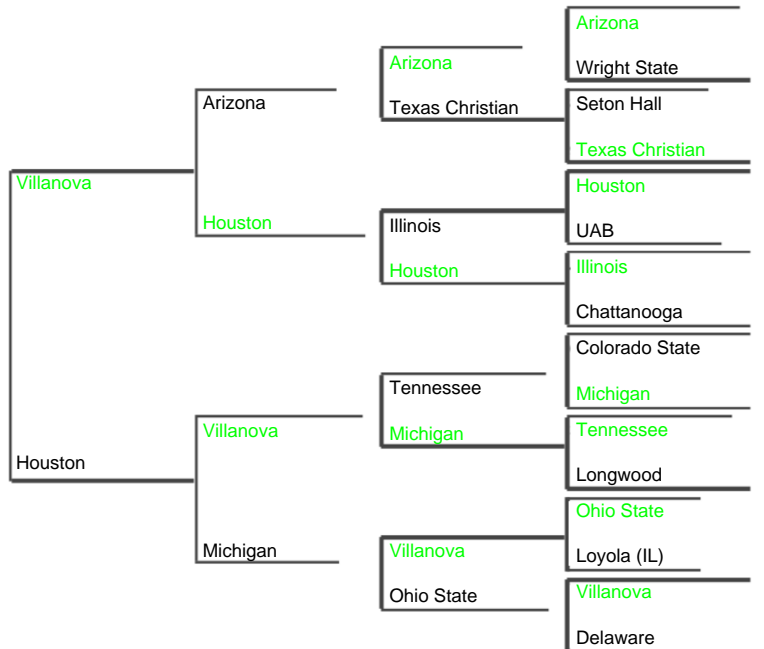 Arizona
Wright State
Seton Hall
Texas Christian
Houston
UAB
Illinois
Chattanooga
Colorado State
Michigan
Tennessee
Longwood
Ohio State
Loyola (IL)
Villanova
Delaware
Arizona
Texas Christian
Illinois
Houston
Tennessee
Michigan
Villanova
Ohio State
Arizona
Houston
Villanova
Michigan
Villanova
Houston